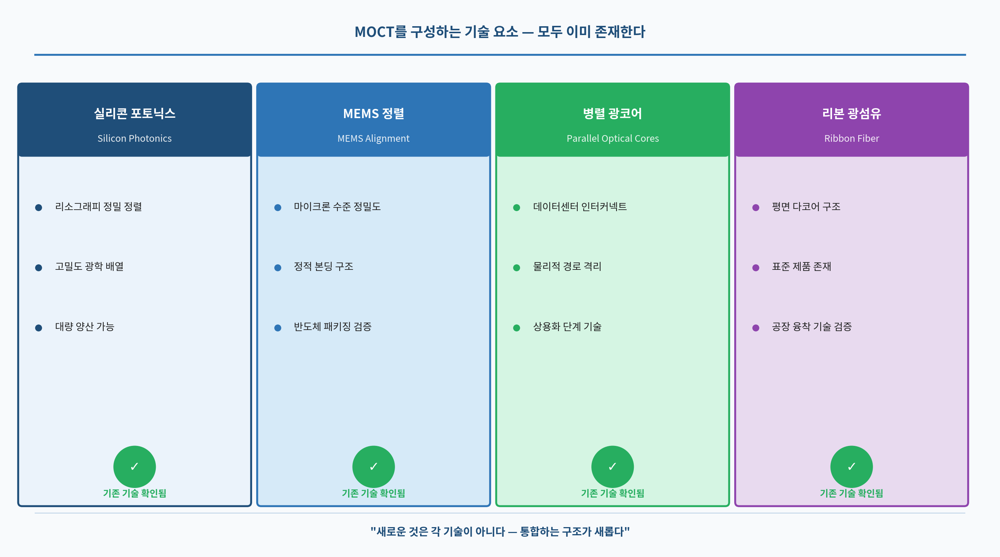 MOCT를 구성하는 기술 요소 — 모두 이미 존재한다
실리콘 포토닉스
Silicon Photonics
리소그래피 정밀 정렬
고밀도 광학 배열
대량 양산 가능
✓
기존 기술 확인됨
MEMS 정렬
MEMS Alignment
마이크론 수준 정밀도
정적 본딩 구조
반도체 패키징 검증
✓
기존 기술 확인됨
병렬 광코어
Parallel Optical Cores
데이터센터 인터커넥트
물리적 경로 격리
상용화 단계 기술
✓
기존 기술 확인됨
리본 광섬유
Ribbon Fiber
평면 다코어 구조
표준 제품 존재
공장 융착 기술 검증
✓
기존 기술 확인됨
"새로운 것은 각 기술이 아니다 — 통합하는 구조가 새롭다"